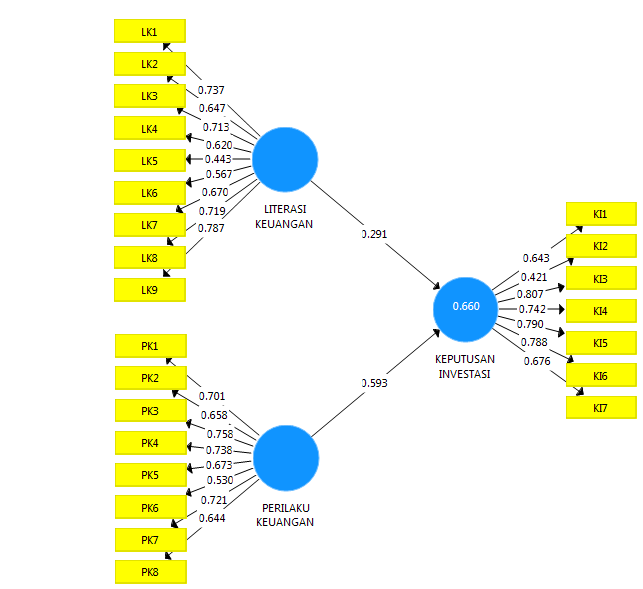 LK1
LK2
LK3
LK4
LK5
LK6
LK7
LK8
LK9
0.737
0.647
0.713
0.620
0.443
0.567
0.670
0.719
0.787
LITERASI
KEUANGAN
0.291
PK1
PK2
PK3
PK4
PK5
PK6
PK7
PK8
0.701
0.658
0.758
0.738
0.673
0.530
0.721
0.644
PERILAKU
KEUANGAN
0.593
0.660
KEPUTUSAN
INVESTASI
0.643
0.421
0.807
0.742
0.790
0.788
0.676
KI1
KI2
KI3
KI4
KI5
KI6
KI7